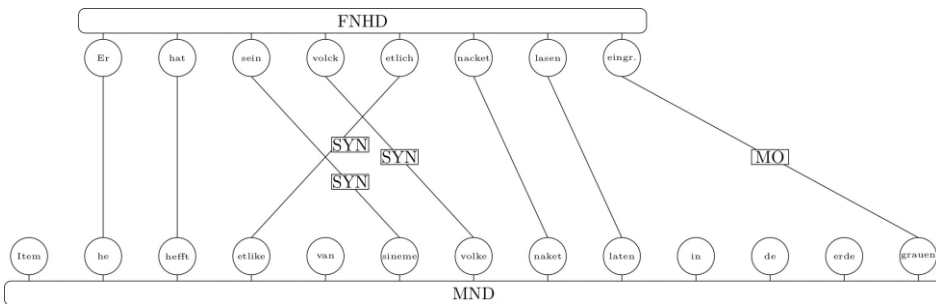 FNHD
Er hat sein volck etlich nacket lasen eingr.
SYN
SYN MO
SYN
Item he hefft etlike van sineme volke naket laten in de erde grauen
MND